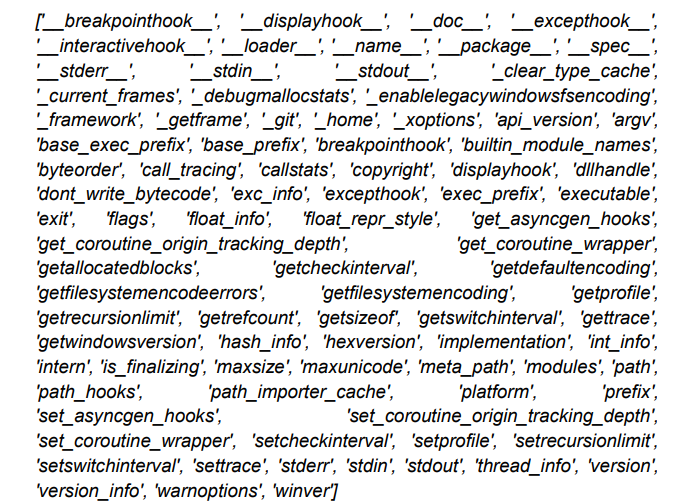 ['__breakpointhook__', '__displayhook__', '__doc__', '__excepthook__',
'__interactivehook__', '__loader__', '__name__', '__package__', '__spec__',
'__stderr__', '__stdin__', '__stdout__', '_clear_type_cache',
'_current_frames', '_debugmallocstats', '_enablelegacywindowsfsencoding',
'_framework', '_getframe', '_git', '_home', '_xoptions', 'api_version', 'argv',
'base_exec_prefix', 'base_prefix', 'breakpointhook', 'builtin_module_names',
'byteorder', 'call_tracing', 'callstats', 'copyright', 'displayhook', 'dllhandle',
'dont_write_bytecode', 'exc_info', 'excepthook', 'exec_prefix', 'executable',
'exit', 'flags', 'float_info', 'float_repr_style', 'get_asyncgen_hooks',
'get_coroutine_origin_tracking_depth', 'get_coroutine_wrapper',
'getallocatedblocks', 'getcheckinterval', 'getdefaultencoding',
'getfilesystemencodeerrors', 'getfilesystemencoding', 'getprofile',
'getrecursionlimit', 'getrefcount', 'getsizeof', 'getswitchinterval', 'gettrace',
'getwindowsversion', 'hash_info', 'hexversion', 'implementation', 'int_info',
'intern', 'is_finalizing', 'maxsize', 'maxunicode', 'meta_path', 'modules', 'path',
'path_hooks', 'path_importer_cache', 'platform', 'prefix',
'set_asyncgen_hooks', 'set_coroutine_origin_tracking_depth',
'set_coroutine_wrapper', 'setcheckinterval', 'setprofile', 'setrecursionlimit',
'setswitchinterval', 'settrace', 'stderr', 'stdin', 'stdout', 'thread_info', 'version',
'version_info', 'warnoptions', 'winver']